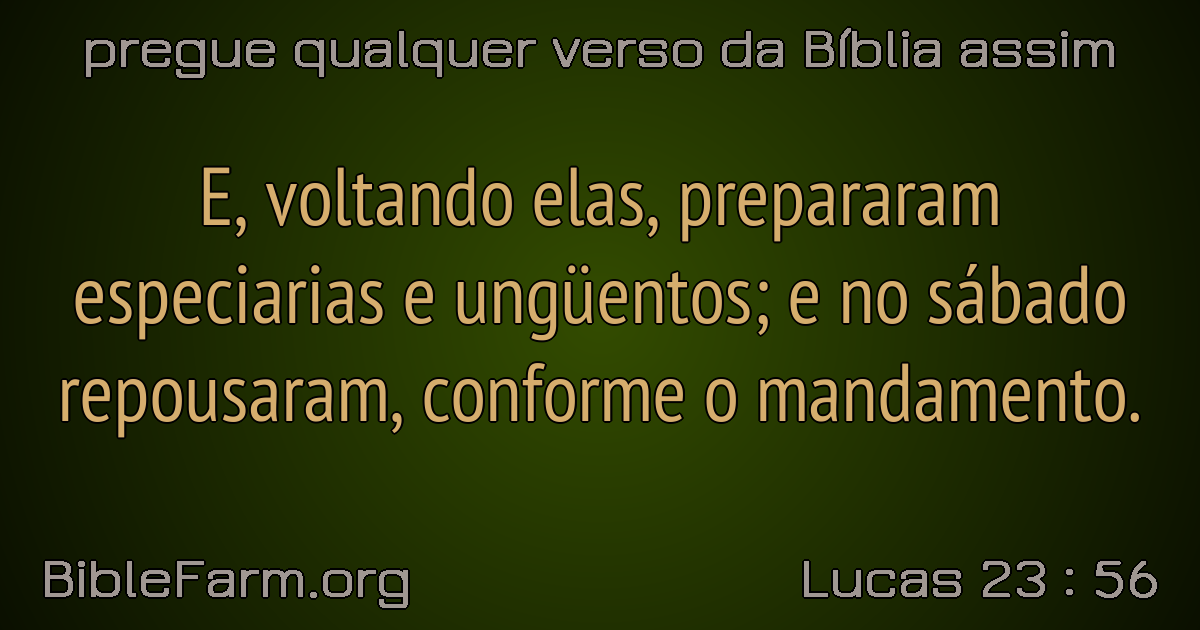 pregue qualquer verso da Bíblia assim
E, voltando elas, prepararam
especiarias e ungüentos; e no sábado
repousaram, conforme o mandamento.
BibleFarm.org
Lucas 23 : 56